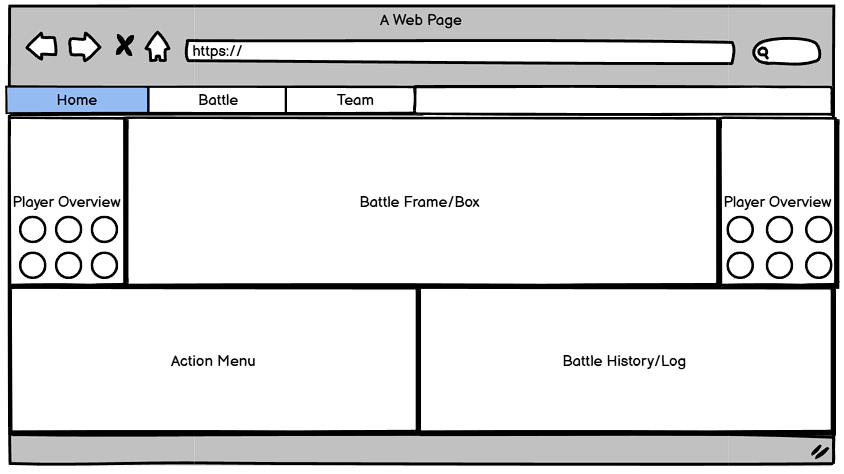 A Web Page
https://
Home
Battle
Team
Player Overview
Battle Frame/Box
Player Overview
Action Menu
Battle History/Log